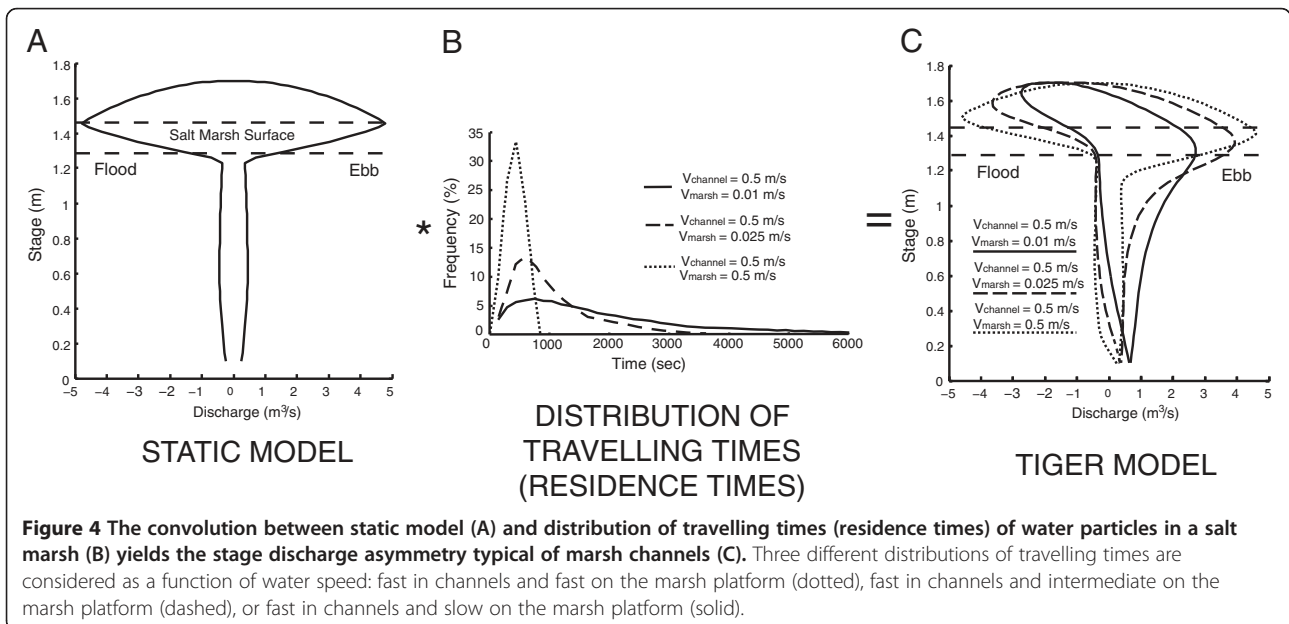 A
1.8
1.6
1.4
1.2
1
0.8
0.6
0.4
0.2
0
Stage (m)
Salt Marsh Surface
Flood
Ebb
–5 –4 –3 –2 –1 0 1 2 3 4 5
Discharge (m³/s)
STATIC MODEL
*
B
35
30
25
20
15
10
5
0
Frequency (%)
Vchannel = 0.5 m/s
Vmarsh = 0.01 m/s
Vchannel = 0.5 m/s
Vmarsh = 0.025 m/s
Vchannel = 0.5 m/s
Vmarsh = 0.5 m/s
0 1000 2000 3000 4000 5000 6000
Time (sec)
DISTRIBUTION OF
TRAVELLING TIMES
(RESIDENCE TIMES)
=
C
1.8
1.6
1.4
1.2
1
0.8
0.6
0.4
0.2
0
Stage (m)
Flood
Ebb
Vchannel = 0.5 m/s
Vmarsh = 0.01 m/s
Vchannel = 0.5 m/s
Vmarsh = 0.025 m/s
Vchannel = 0.5 m/s
Vmarsh = 0.5 m/s
–5 –4 –3 –2 –1 0 1 2 3 4 5
Discharge (m³/s)
TIGER MODEL
Figure 4 The convolution between static model (A) and distribution of travelling times (residence times) of water particles in a salt
marsh (B) yields the stage discharge asymmetry typical of marsh channels (C). Three different distributions of travelling times are
considered as a function of water speed: fast in channels and fast on the marsh platform (dotted), fast in channels and intermediate on the
marsh platform (dashed), or fast in channels and slow on the marsh platform (solid).